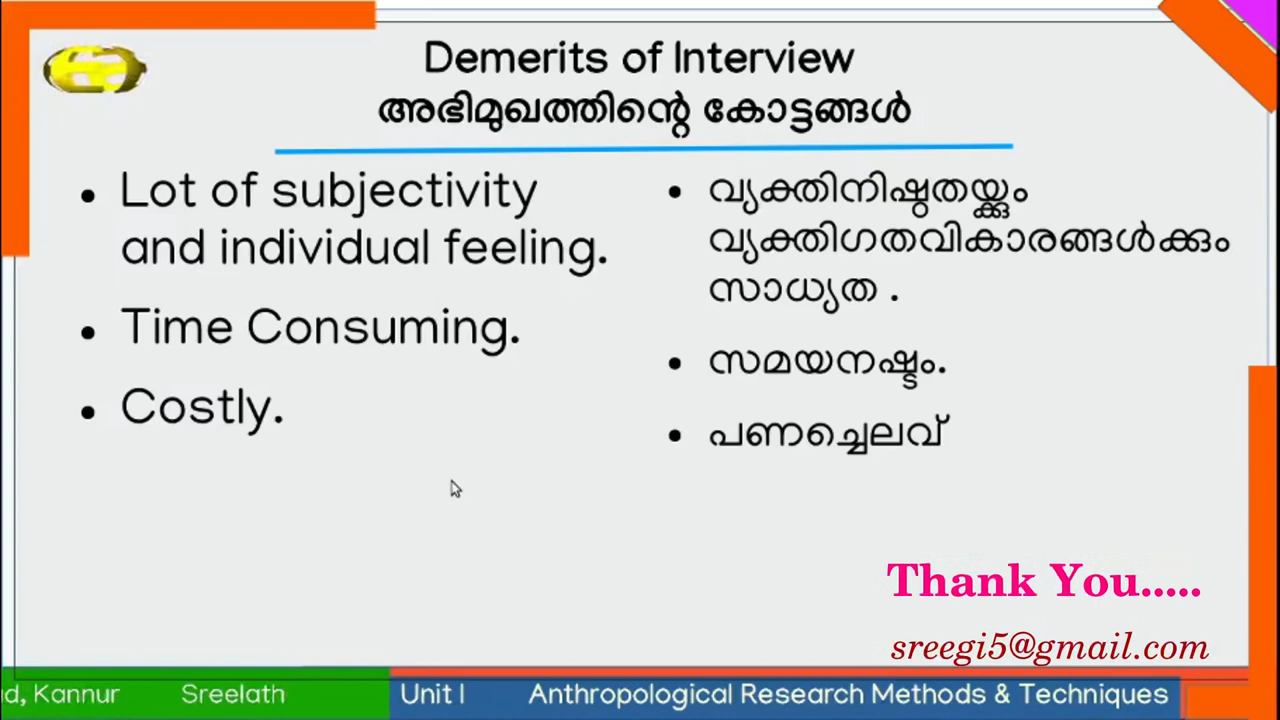 Demerits of Interview
അഭിമുഖത്തിന്റെ കോട്ടങ്ങൾ
• Lot of subjectivity
and individual feeling.
• Time Consuming.
• Costly.
• വ്യക്തിനിഷ്ഠതയ്ക്കും
വ്യക്തിഗതവികാരങ്ങൾക്കും
സാധ്യത .
• സമയനഷ്ടം.
• പണച്ചെലവ്
Thank You.....
sreegi5@gmail.com
Kannur Sreelath Unit I Anthropological Research Methods & Techniques